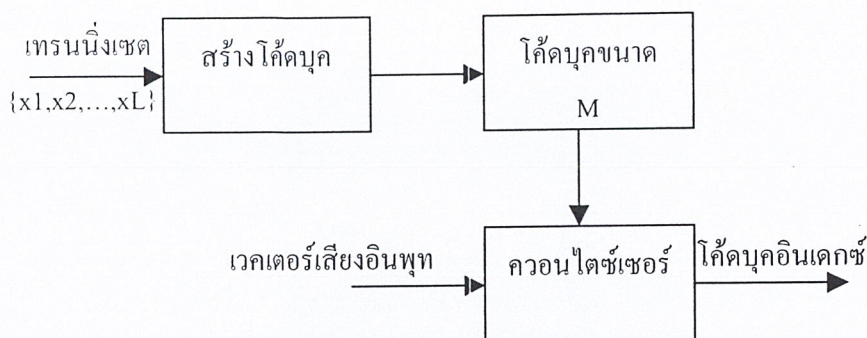 เทรนนิ่งเซต
{x1,x2,...,xL}
สร้างโค้ดบุค
โค้ดบุคขนาด
M
เวคเตอร์เสียงอินพุท
ควอนไตซ์เซอร์
โค้ดบุคอินเดกซ์